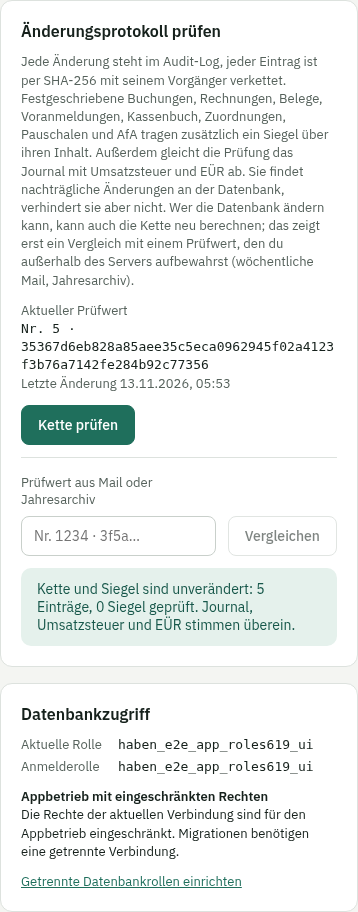 Änderungsprotokoll prüfen
Jede Änderung steht im Audit-Log, jeder Eintrag ist
per SHA-256 mit seinem Vorgänger verkettet.
Festgeschriebene Buchungen, Rechnungen, Belege,
Voranmeldungen, Kassenbuch, Zuordnungen,
Pauschalen und AfA tragen zusätzlich ein Siegel über
ihren Inhalt. Außerdem gleicht die Prüfung das
Journal mit Umsatzsteuer und EÜR ab. Sie findet
nachträgliche Änderungen an der Datenbank,
verhindert sie aber nicht. Wer die Datenbank ändern
kann, kann auch die Kette neu berechnen; das zeigt
erst ein Vergleich mit einem Prüfwert, den du
außerhalb des Servers aufbewahrst (wöchentliche
Mail, Jahresarchiv).
Aktueller Prüfwert
Nr. 5 ·
35367d6eb828a85aee35c5eca0962945f02a4123
f3b76a7142fe284b92c77356
Letzte Änderung 13.11.2026, 05:53
Kette prüfen
Prüfwert aus Mail oder
Jahresarchiv
Nr. 1234 · 3f5a…
Vergleichen
Kette und Siegel sind unverändert: 5
Einträge, 0 Siegel geprüft. Journal,
Umsatzsteuer und EÜR stimmen überein.
Datenbankzugriff
Aktuelle Rolle haben_e2e_app_roles619_ui
Anmelderolle haben_e2e_app_roles619_ui
Appbetrieb mit eingeschränkten Rechten
Die Rechte der aktuellen Verbindung sind für den
Appbetrieb eingeschränkt. Migrationen benötigen
eine getrennte Verbindung.
Getrennte Datenbankrollen einrichten